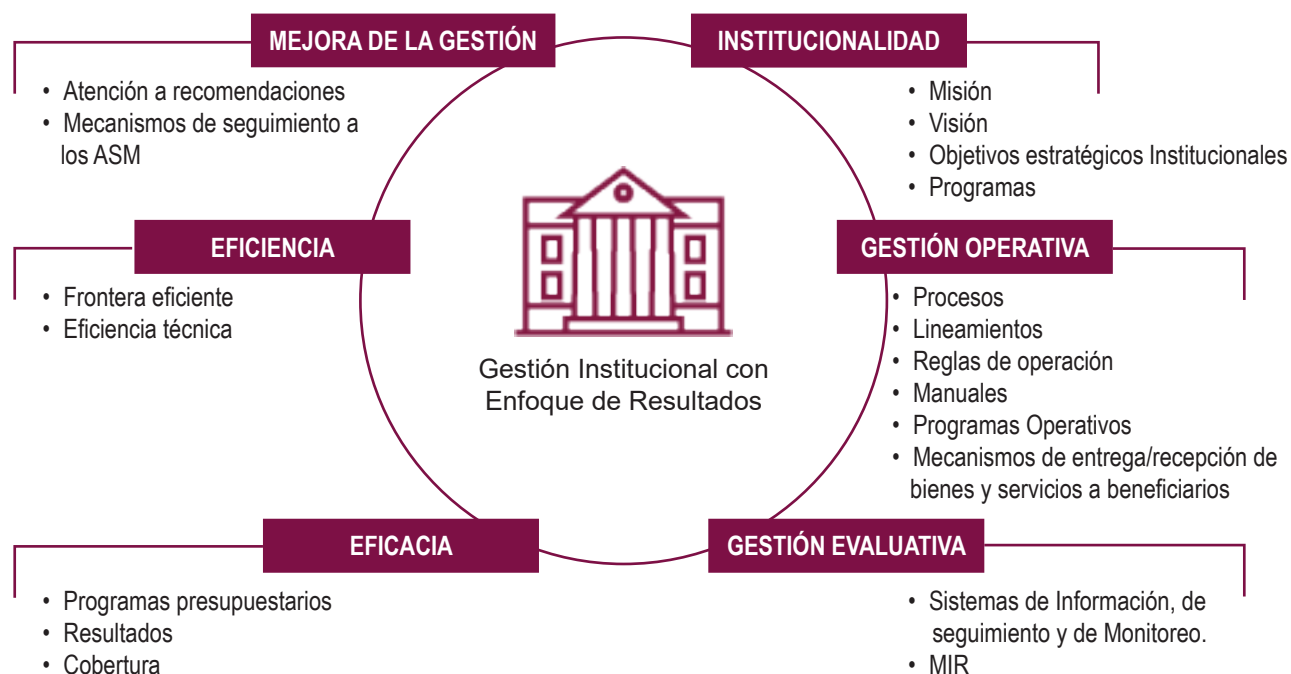 MEJORA DE LA GESTIÓN
• Atención a recomendaciones
• Mecanismos de seguimiento a
los ASM
INSTITUCIONALIDAD
• Misión
• Visión
• Objetivos estratégicos Institucionales
• Programas
EFICIENCIA
• Frontera eficiente
• Eficiencia técnica
Gestión Institucional con
Enfoque de Resultados
GESTIÓN OPERATIVA
• Procesos
• Lineamientos
• Reglas de operación
• Manuales
• Programas Operativos
• Mecanismos de entrega/recepción de
bienes y servicios a beneficiarios
EFICACIA
• Programas presupuestarios
• Resultados
• Cobertura
GESTIÓN EVALUATIVA
• Sistemas de Información, de
seguimiento y de Monitoreo.
• MIR